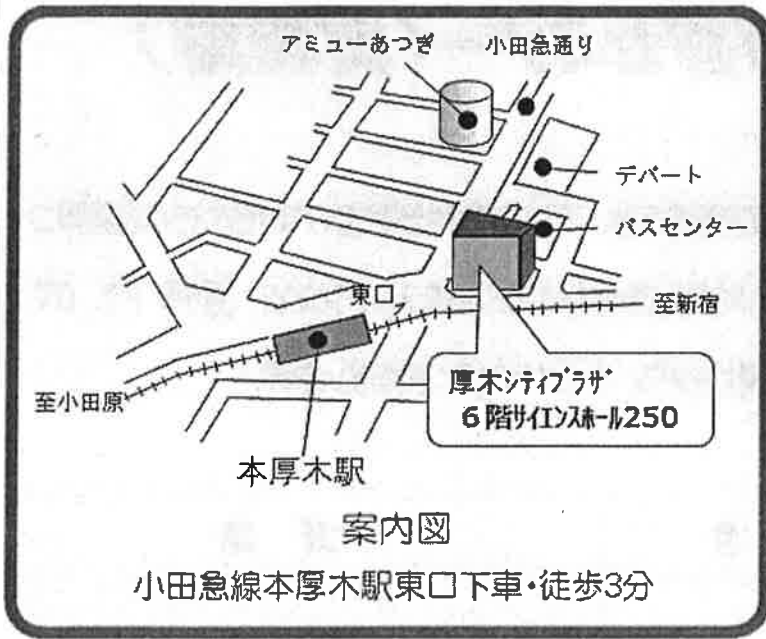 アミューあつぎ
小田急通り
デパート
バスセンター
東口
至新宿
至小田原
厚木シティプラザ
6階サイエンスホール250
本厚木駅
案内図
小田急線本厚木駅東口下車・徒歩3分